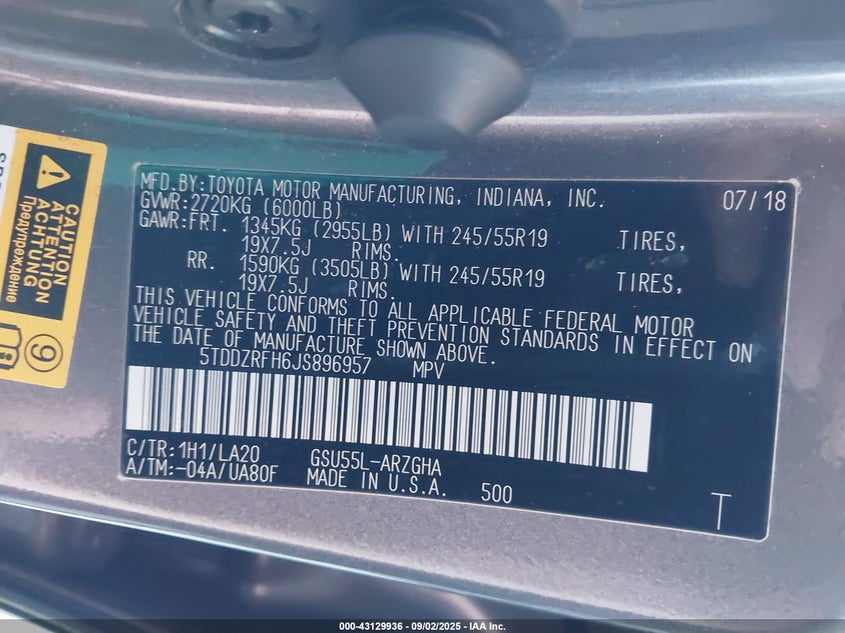 MFD.BY:TOYOTA MOTOR MANUFACTURING, INDIANA, INC. 07/18
GVWR:2720KG (6000LB)
GAWR:FRT. 1345KG (2955LB) WITH 245/55R19 TIRES,
19X7.5J RIMS.
RR. 1590KG (3505LB) WITH 245/55R19 TIRES,
19X7.5J RIMS.
THIS VEHICLE CONFORMS TO ALL APPLICABLE FEDERAL MOTOR
VEHICLE SAFETY AND THEFT PREVENTION STANDARDS IN EFFECT ON
THE DATE OF MANUFACTURE SHOWN ABOVE.
5TDDZRFH6JS896957 MPV
C/TR:1H1/LA20 GSU55L-ARZGHA
A/TM:-04A/UA80F MADE IN U.S.A. 500
T
CAUTION
ATTENTION
ACHTUNG
Предупреждение
9
000-43129936 - 09/02/2025 - IAA Inc.